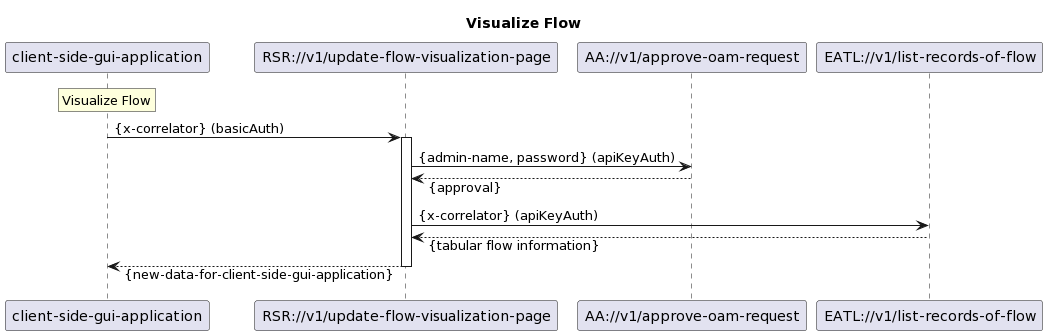 Visualize Flow
client-side-gui-application
RSR://v1/update-flow-visualization-page
AA://v1/approve-oam-request
EATL://v1/list-records-of-flow
Visualize Flow
{x-correlator} (basicAuth)
{admin-name, password} (apiKeyAuth)
{approval}
{x-correlator} (apiKeyAuth)
{tabular flow information}
{new-data-for-client-side-gui-application}
client-side-gui-application
RSR://v1/update-flow-visualization-page
AA://v1/approve-oam-request
EATL://v1/list-records-of-flow